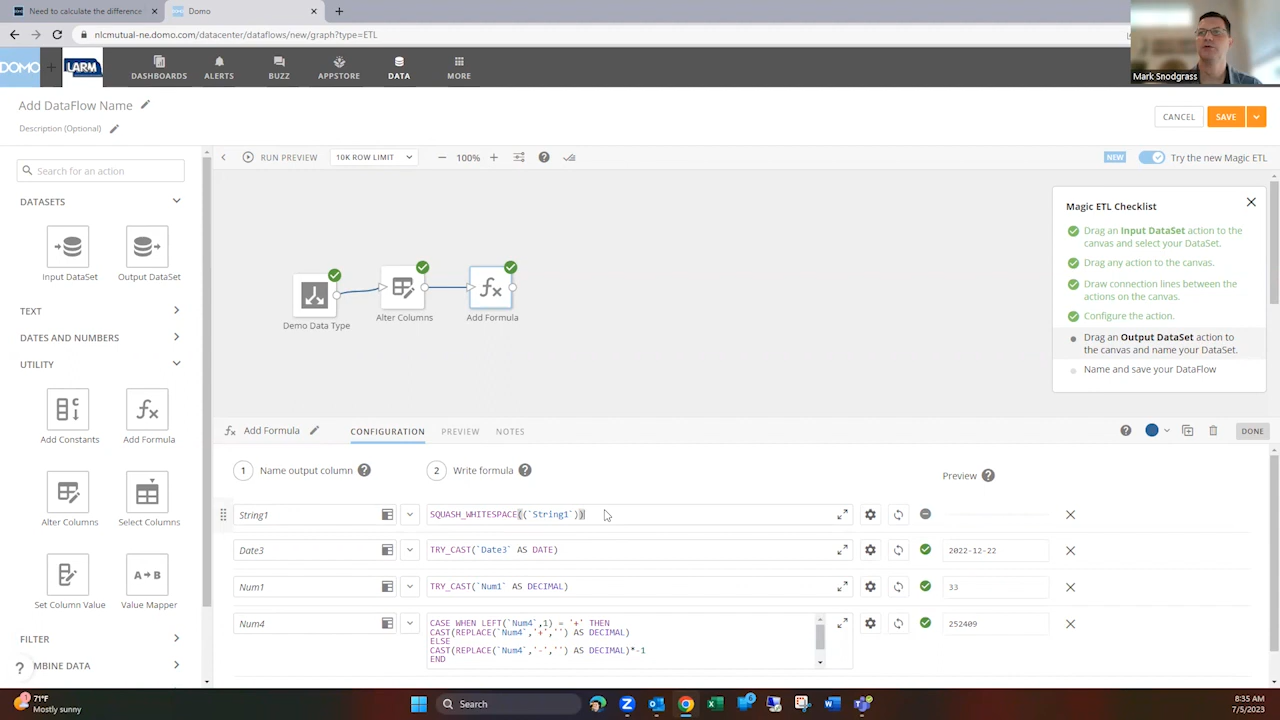 Need to calculate the difference
Domo
nlcmutual-ne.domo.com/datacenter/dataflows/new/graph?type=ETL
Mark Snodgrass
DOMO
LARM
DASHBOARDS
ALERTS
BUZZ
APPSTORE
DATA
MORE
Add DataFlow Name
Description (Optional)
CANCEL
SAVE
Search for an action
RUN PREVIEW
10K ROW LIMIT
100%
NEW
Try the new Magic ETL
DATASETS
Input DataSet
Output DataSet
TEXT
DATES AND NUMBERS
UTILITY
Add Constants
Add Formula
Alter Columns
Select Columns
Set Column Value
Value Mapper
FILTER
MBINE DATA
Demo Data Type
Alter Columns
Add Formula
Magic ETL Checklist
Drag an Input DataSet action to the
canvas and select your DataSet.
Drag any action to the canvas.
Draw connection lines between the
actions on the canvas.
Configure the action.
Drag an Output DataSet action to
the canvas and name your DataSet.
Name and save your DataFlow
Add Formula
CONFIGURATION
PREVIEW
NOTES
DONE
1 Name output column
2 Write formula
Preview
String1
SQUASH_WHITESPACE((`String1`))
Date3
TRY_CAST(`Date3` AS DATE)
2022-12-22
Num1
TRY_CAST(`Num1` AS DECIMAL)
33
Num4
CASE WHEN LEFT(`Num4`,1) = '+' THEN
CAST(REPLACE(`Num4`,'+','') AS DECIMAL)
ELSE
CAST(REPLACE(`Num4`,'-','') AS DECIMAL)*-1
END
252409
71°F
Mostly sunny
Search
8:35 AM
7/5/2023